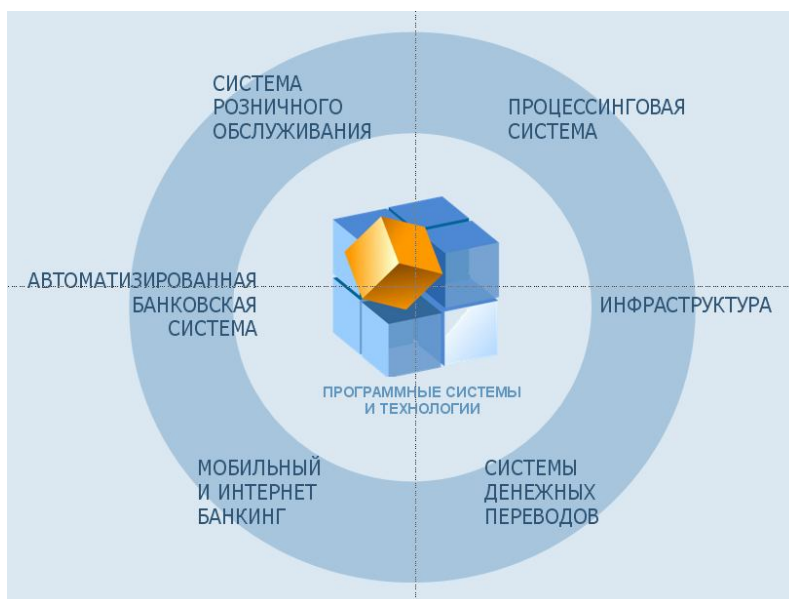 СИСТЕМА
РОЗНИЧНОГО
ОБСЛУЖИВАНИЯ
ПРОЦЕССИНГОВАЯ
СИСТЕМА
АВТОМАТИЗИРОВАННАЯ
БАНКОВСКАЯ
СИСТЕМА
ИНФРАСТРУКТУРА
ПРОГРАММНЫЕ СИСТЕМЫ
И ТЕХНОЛОГИИ
МОБИЛЬНЫЙ
И ИНТЕРНЕТ
БАНКИНГ
СИСТЕМЫ
ДЕНЕЖНЫХ
ПЕРЕВОДОВ